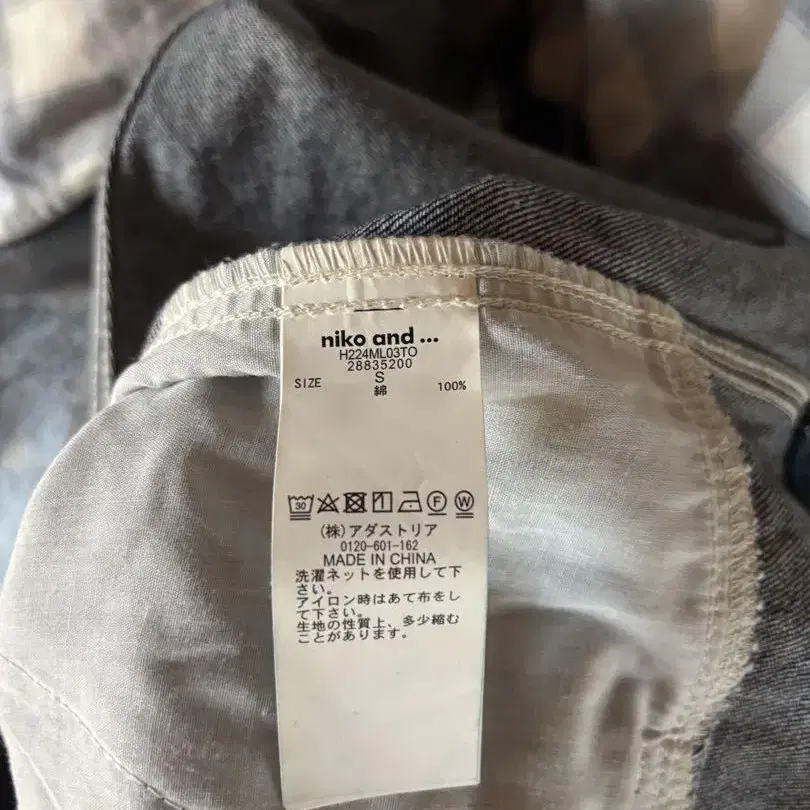 niko and ...
H224ML03TO
28835200
SIZE S
綿 100%
30 F W
(株)アダストリア
0120-601-162
MADE IN CHINA
洗濯ネットを使用して下
さい。
アイロン時はあて布をし
て下さい。
生地の性質上、多少縮む
ことがあります。